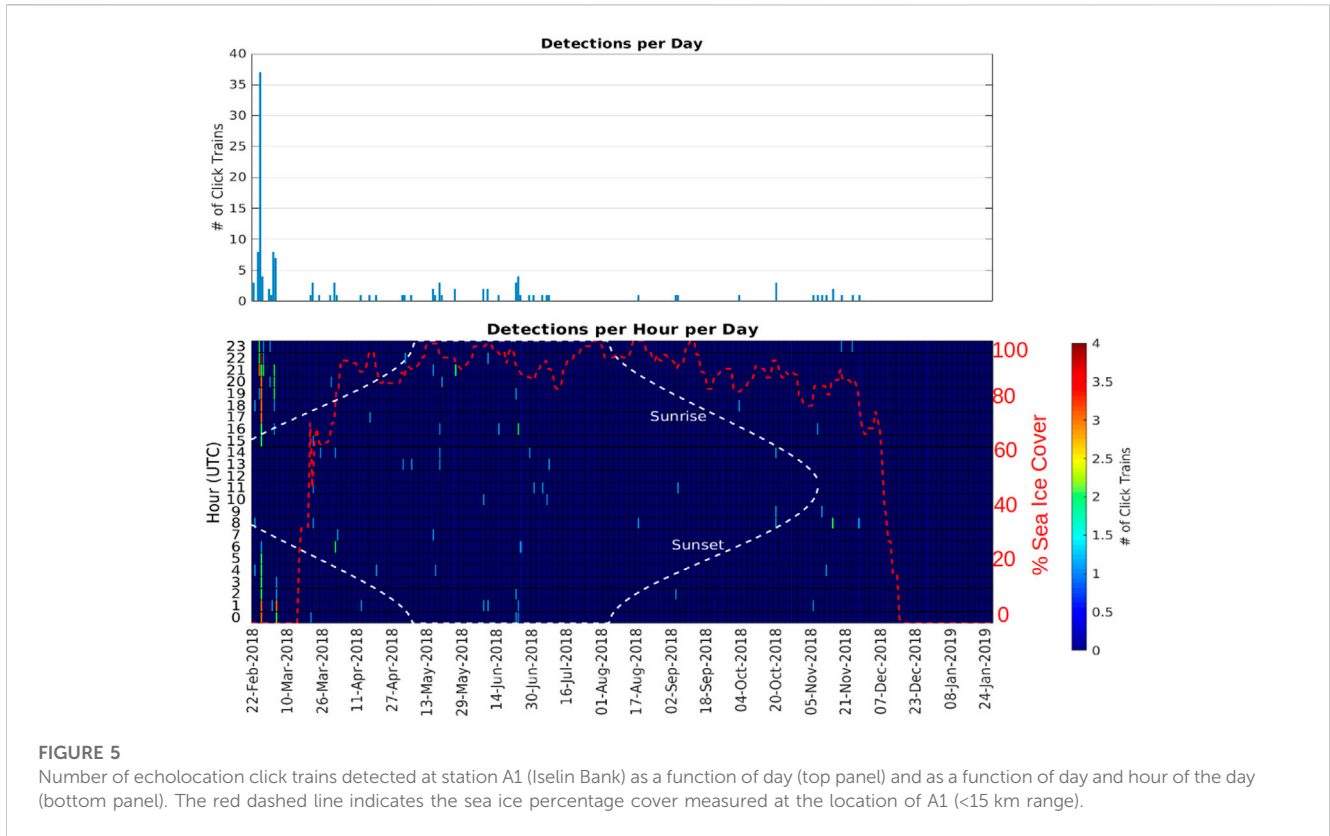 Detections per Day
40
35
30
25
20
15
10
5
0
# of Click Trains
Detections per Hour per Day
23
22
21
20
19
18
17
16
15
14
13
12
11
10
9
8
7
6
5
4
3
2
1
0
Hour (UTC)
Sunrise
Sunset
100
80
60
40
20
0
% Sea Ice Cover
4
3.5
3
2.5
2
1.5
1
0.5
0
# of Click Trains
22-Feb-2018
10-Mar-2018
26-Mar-2018
11-Apr-2018
27-Apr-2018
13-May-2018
29-May-2018
14-Jun-2018
30-Jun-2018
16-Jul-2018
01-Aug-2018
17-Aug-2018
02-Sep-2018
18-Sep-2018
04-Oct-2018
20-Oct-2018
05-Nov-2018
21-Nov-2018
07-Dec-2018
23-Dec-2018
08-Jan-2019
24-Jan-2019
FIGURE 5
Number of echolocation click trains detected at station A1 (Iselin Bank) as a function of day (top panel) and as a function of day and hour of the day
(bottom panel). The red dashed line indicates the sea ice percentage cover measured at the location of A1 (<15 km range).